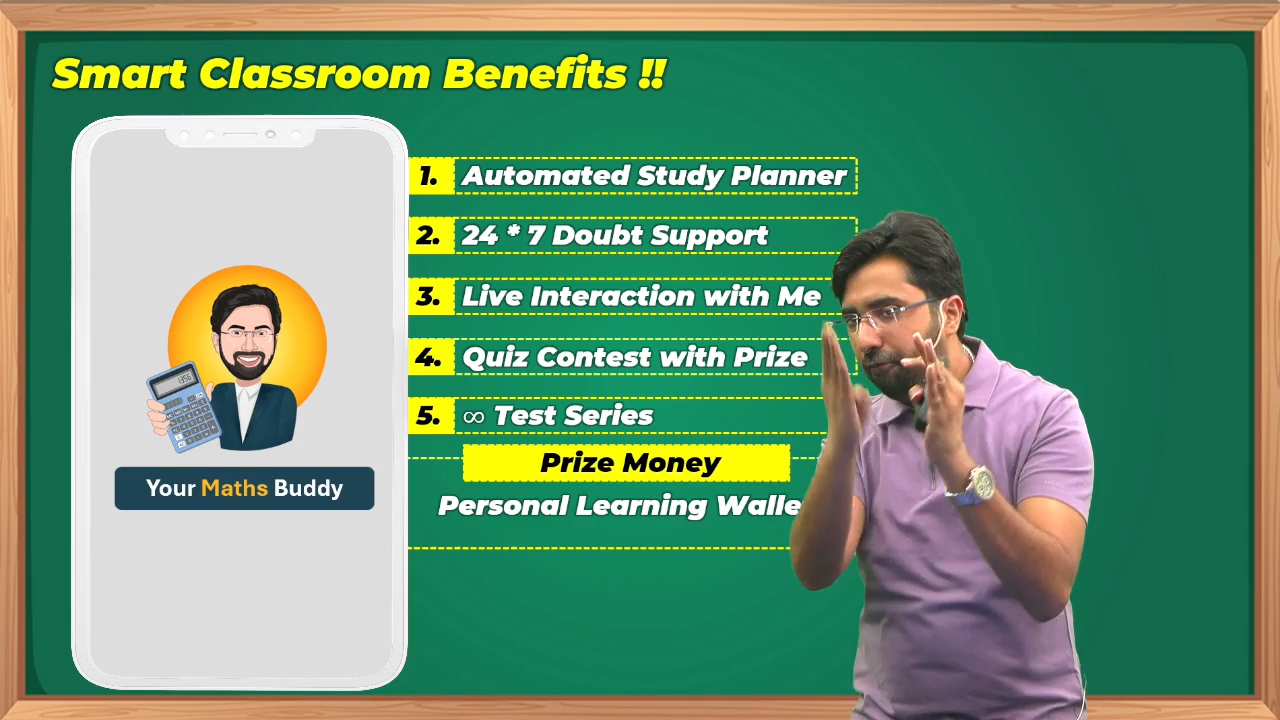 Smart Classroom Benefits !!
1. Automated Study Planner
2. 24 * 7 Doubt Support
3. Live Interaction with Me
4. Quiz Contest with Prize
5. ∞ Test Series
Prize Money
Personal Learning Walle
1356
Your Maths Buddy